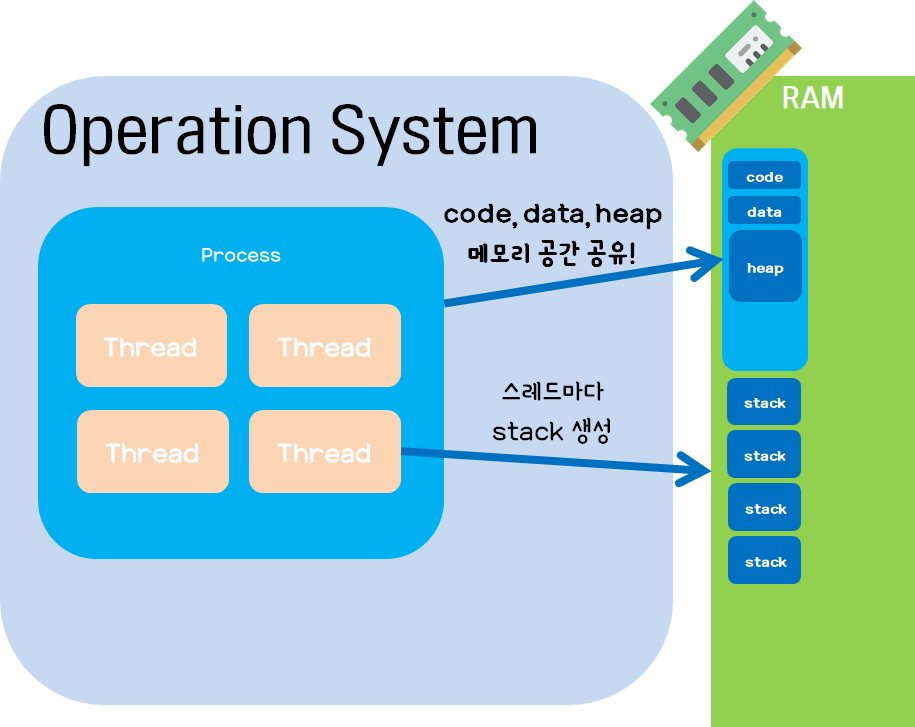 Operation System
RAM
Process
Thread
Thread
Thread
Thread
code, data, heap
메모리 공간 공유!
스레드마다
stack 생성
code
data
heap
stack
stack
stack
stack